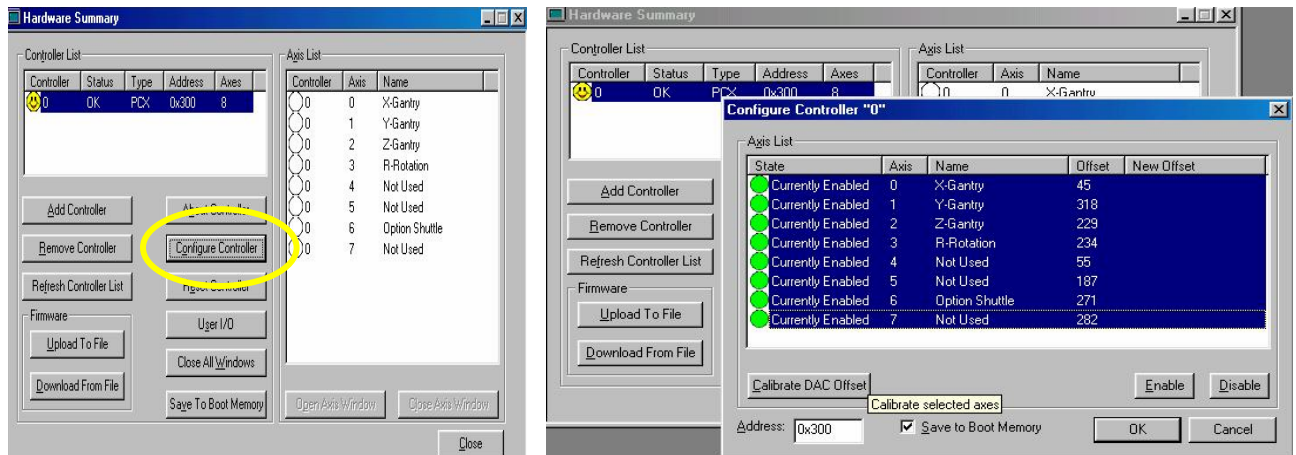 Hardware Summary
Controller List
Controller Status Type Address Axes
0 OK PCX 0x300 8
Add Controller
About Controller
Remove Controller
Configure Controller
Refresh Controller List
Reset Controller
Firmware
Upload To File
Download From File
User I/O
Close All Windows
Save To Boot Memory
Axis List
Controller Axis Name
0 0 X-Gantry
0 1 Y-Gantry
0 2 Z-Gantry
0 3 R-Rotation
0 4 Not Used
0 5 Not Used
0 6 Option Shuttle
0 7 Not Used
Open Axis Window
Close Axis Window
Close
Hardware Summary
Controller List
Controller Status Type Address Axes
0 OK PCX 0x300 8
Add Controller
Remove Controller
Refresh Controller List
Firmware
Upload To File
Download From File
Axis List
Controller Axis Name
0 0 X-Gantry
Configure Controller "0"
Axis List
State Axis Name Offset New Offset
Currently Enabled 0 X-Gantry 45
Currently Enabled 1 Y-Gantry 318
Currently Enabled 2 Z-Gantry 229
Currently Enabled 3 R-Rotation 234
Currently Enabled 4 Not Used 55
Currently Enabled 5 Not Used 187
Currently Enabled 6 Option Shuttle 271
Currently Enabled 7 Not Used 282
Calibrate DAC Offset
Enable
Disable
Calibrate selected axes
Address: 0x300
Save to Boot Memory
OK
Cancel